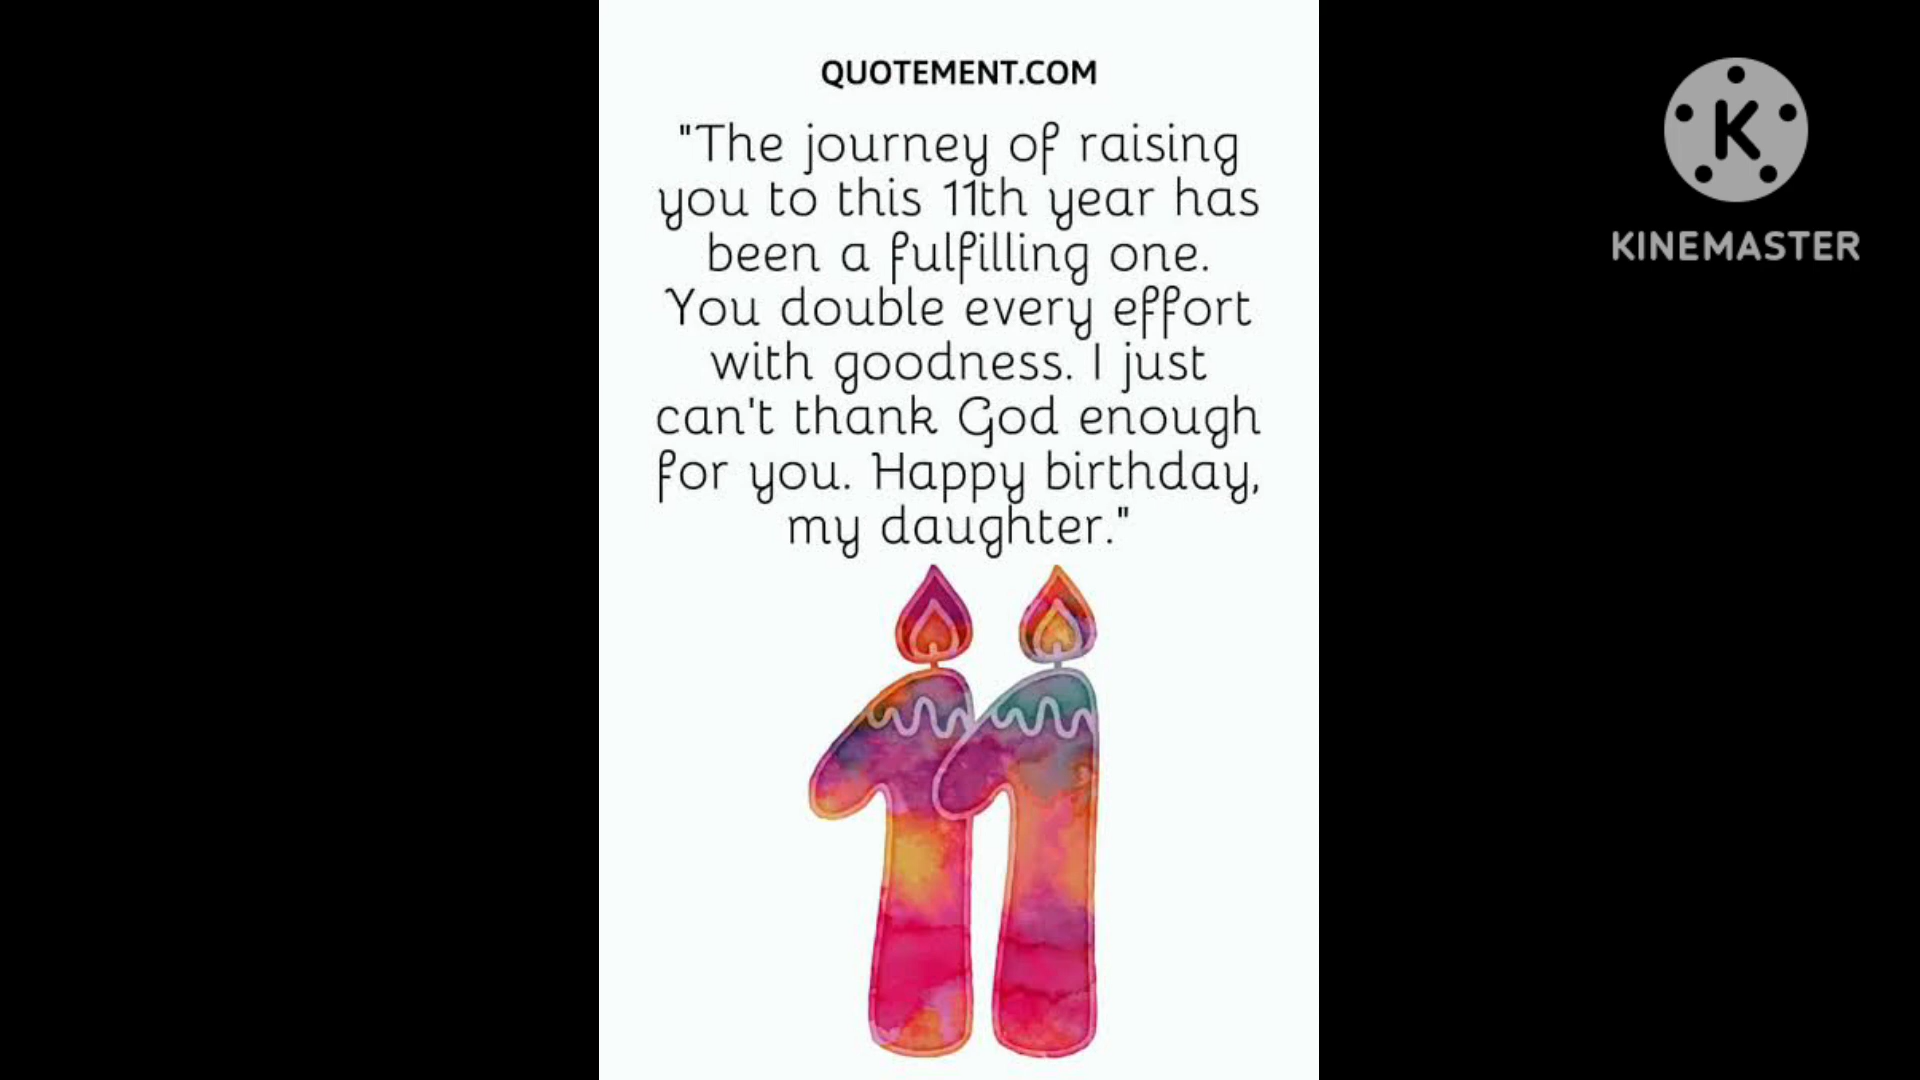 QUOTEMENT.COM
"The journey of raising
you to this 11th year has
been a fulfilling one.
You double every effort
with goodness. I just
can't thank God enough
for you. Happy birthday,
my daughter."
11
K
KINEMASTER